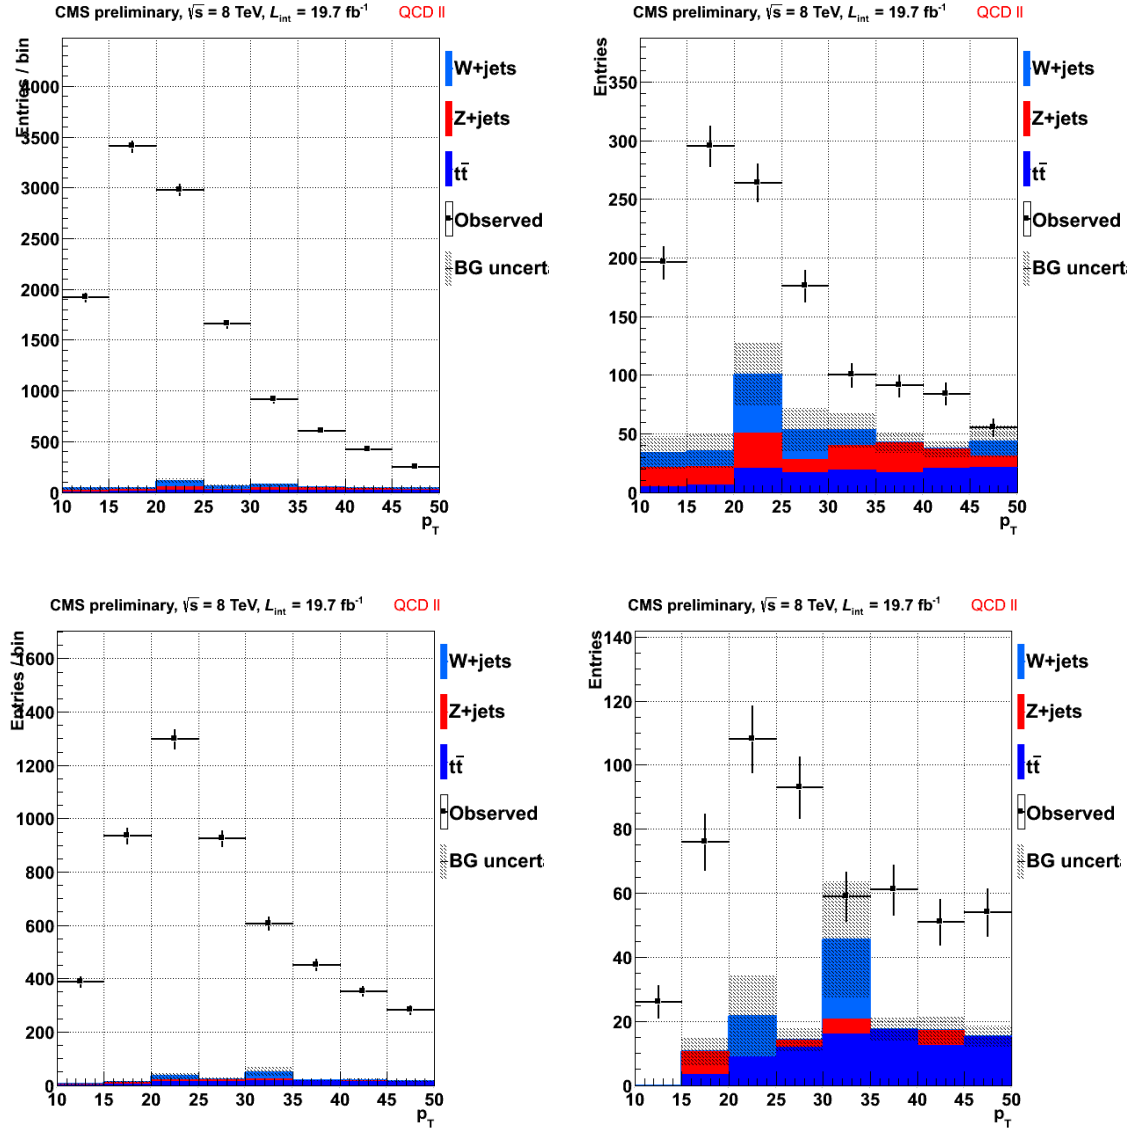 CMS preliminary, √s = 8 TeV, L_int = 19.7 fb⁻¹ QCD II
Entries / bin
4000
3500
3000
2500
2000
1500
1000
500
0
10 15 20 25 30 35 40 45 50
p_T
W+jets
Z+jets
tt̄
Observed
BG uncert
CMS preliminary, √s = 8 TeV, L_int = 19.7 fb⁻¹ QCD II
Entries
350
300
250
200
150
100
50
0
10 15 20 25 30 35 40 45 50
p_T
W+jets
Z+jets
tt̄
Observed
BG uncert
CMS preliminary, √s = 8 TeV, L_int = 19.7 fb⁻¹ QCD II
Entries / bin
1600
1400
1200
1000
800
600
400
200
0
10 15 20 25 30 35 40 45 50
p_T
W+jets
Z+jets
tt̄
Observed
BG uncert
CMS preliminary, √s = 8 TeV, L_int = 19.7 fb⁻¹ QCD II
Entries
140
120
100
80
60
40
20
0
10 15 20 25 30 35 40 45 50
p_T
W+jets
Z+jets
tt̄
Observed
BG uncert